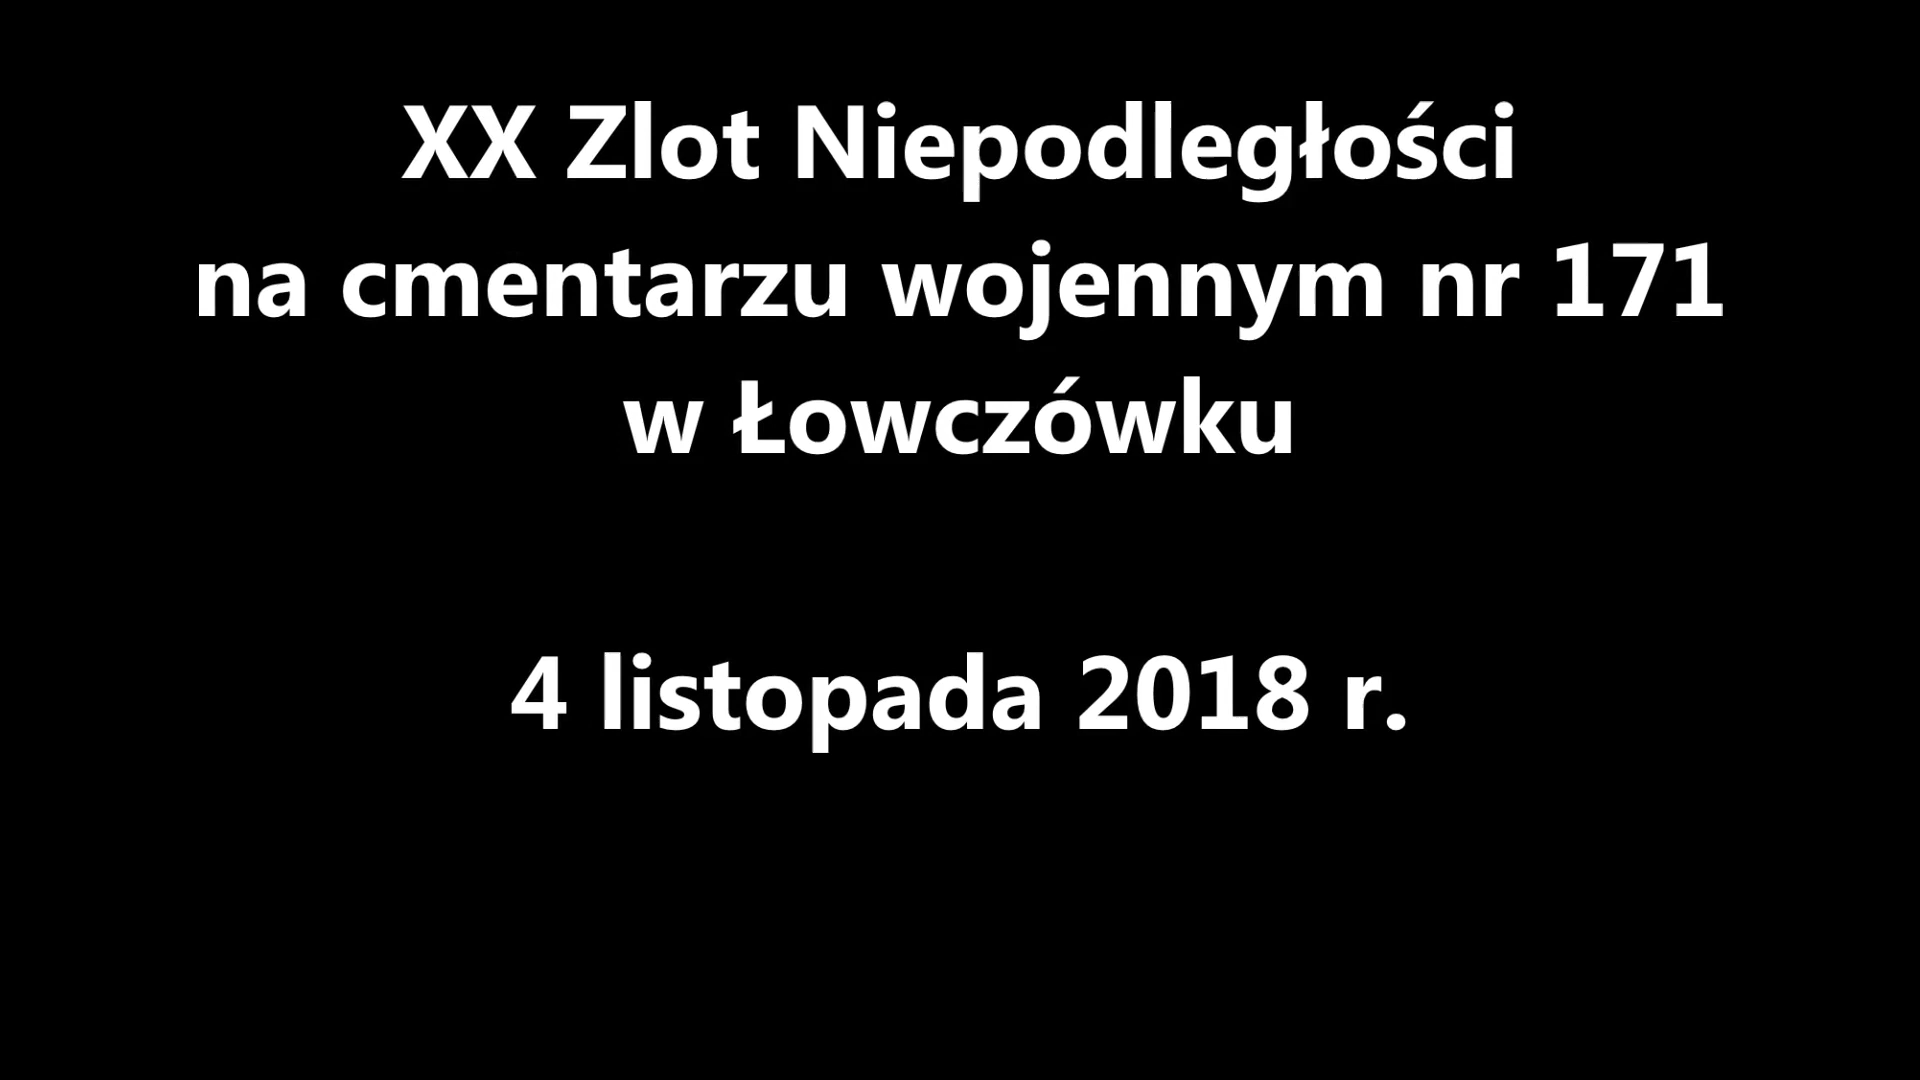 XX Zlot Niepodległości
na cmentarzu wojennym nr 171
w Łowczówku
4 listopada 2018 r.